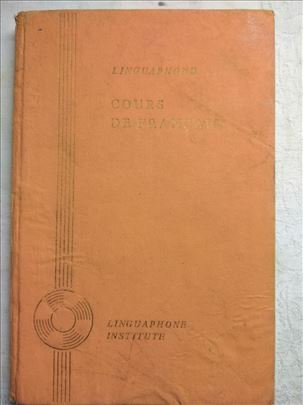 LINGUAPHONE
COURS
DE FRANÇAIS
LINGUAPHONE
INSTITUTE